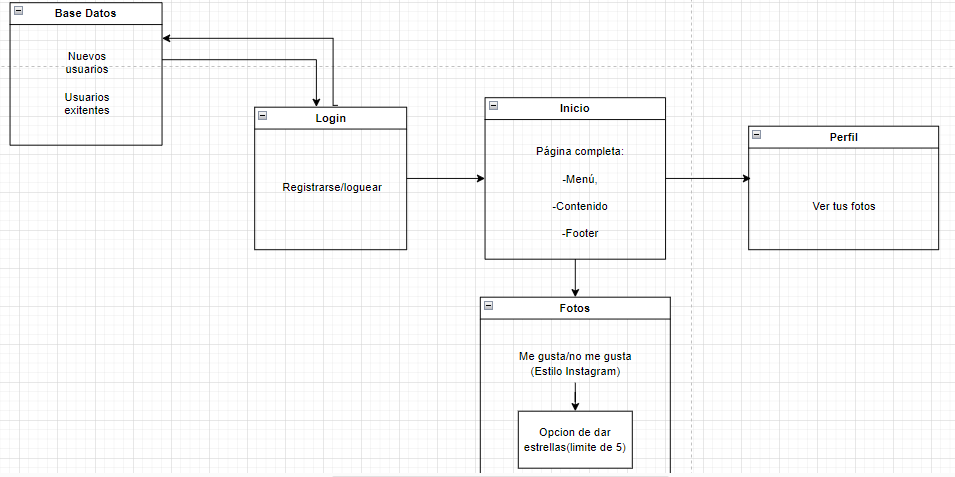 Base Datos
Nuevos
usuarios
Usuarios
exitentes
Login
Registrarse/loguear
Inicio
Página completa:
-Menú,
-Contenido
-Footer
Perfil
Ver tus fotos
Fotos
Me gusta/no me gusta
(Estilo Instagram)
Opcion de dar
estrellas(limite de 5)